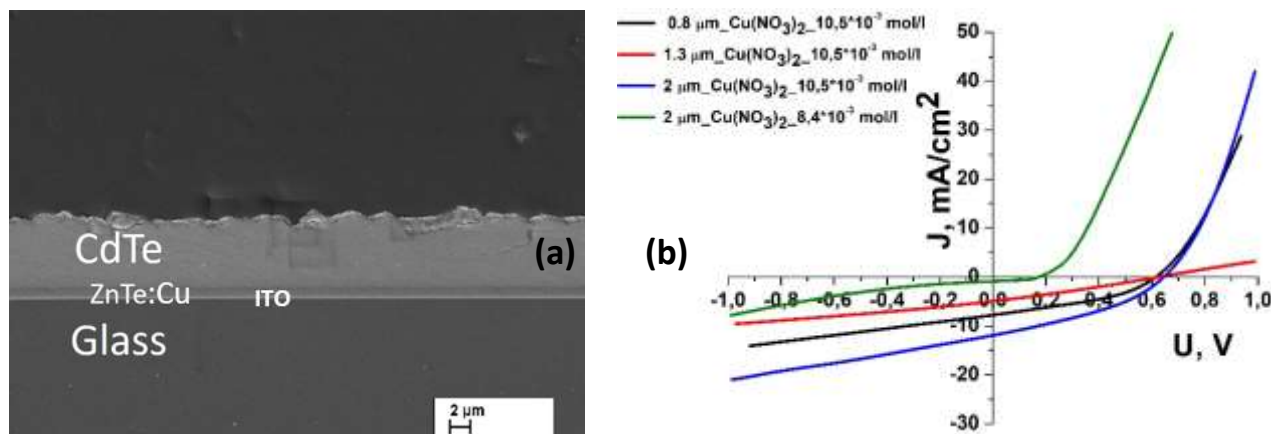 CdTe
ZnTe:Cu ITO
Glass
2 µm
(a)
(b)
0.8 µm_Cu(NO3)2_10,5*10⁻³ mol/l
1.3 µm_Cu(NO3)2_10,5*10⁻³ mol/l
2 µm_Cu(NO3)2_10,5*10⁻³ mol/l
2 µm_Cu(NO3)2_8,4*10⁻³ mol/l
J, mA/cm²
50
40
30
20
10
0
-10
-20
-30
-1,0 -0,8 -0,6 -0,4 -0,2 0,0 0,2 0,4 0,6 0,8 1,0
U, V